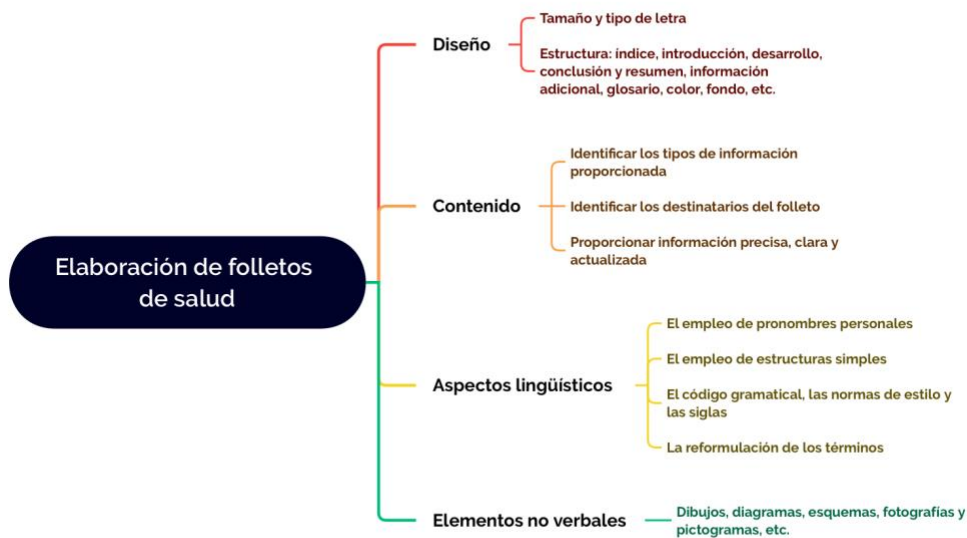 Elaboración de folletos
de salud
Diseño
Tamaño y tipo de letra
Estructura: índice, introducción, desarrollo,
conclusión y resumen, información
adicional, glosario, color, fondo, etc.
Contenido
Identificar los tipos de información
proporcionada
Identificar los destinatarios del folleto
Proporcionar información precisa, clara y
actualizada
Aspectos lingüísticos
El empleo de pronombres personales
El empleo de estructuras simples
El código gramatical, las normas de estilo y
las siglas
La reformulación de los términos
Elementos no verbales
Dibujos, diagramas, esquemas, fotografías y
pictogramas, etc.